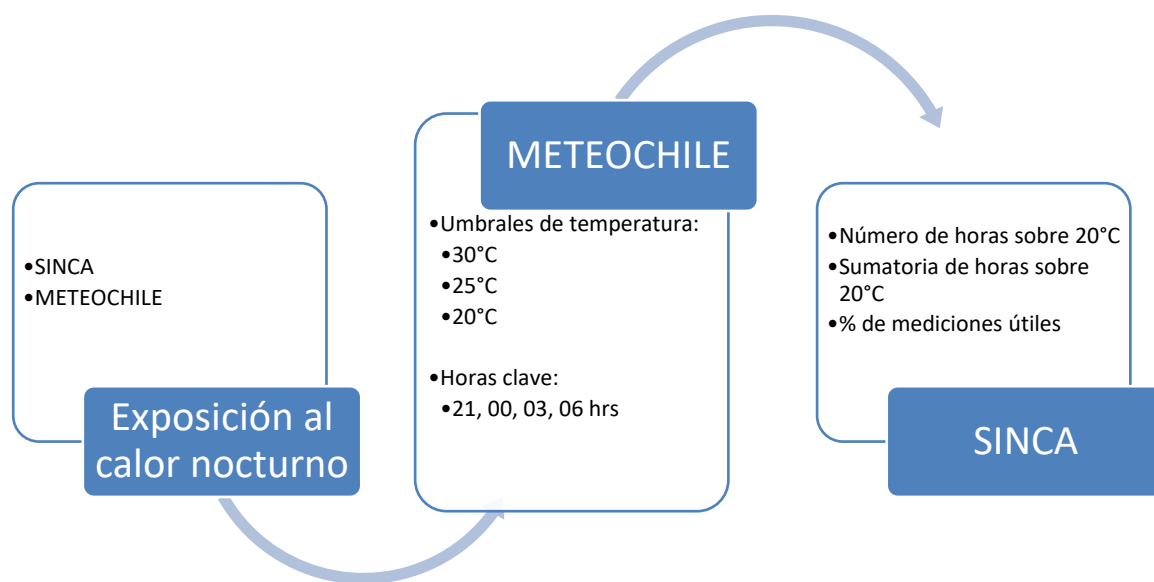 •SINCA
•METEOCHILE
Exposición al
calor nocturno
METEOCHILE
•Umbrales de temperatura:
•30°C
•25°C
•20°C
•Horas clave:
•21, 00, 03, 06 hrs
•Número de horas sobre 20°C
•Sumatoria de horas sobre
20°C
•% de mediciones útiles
SINCA